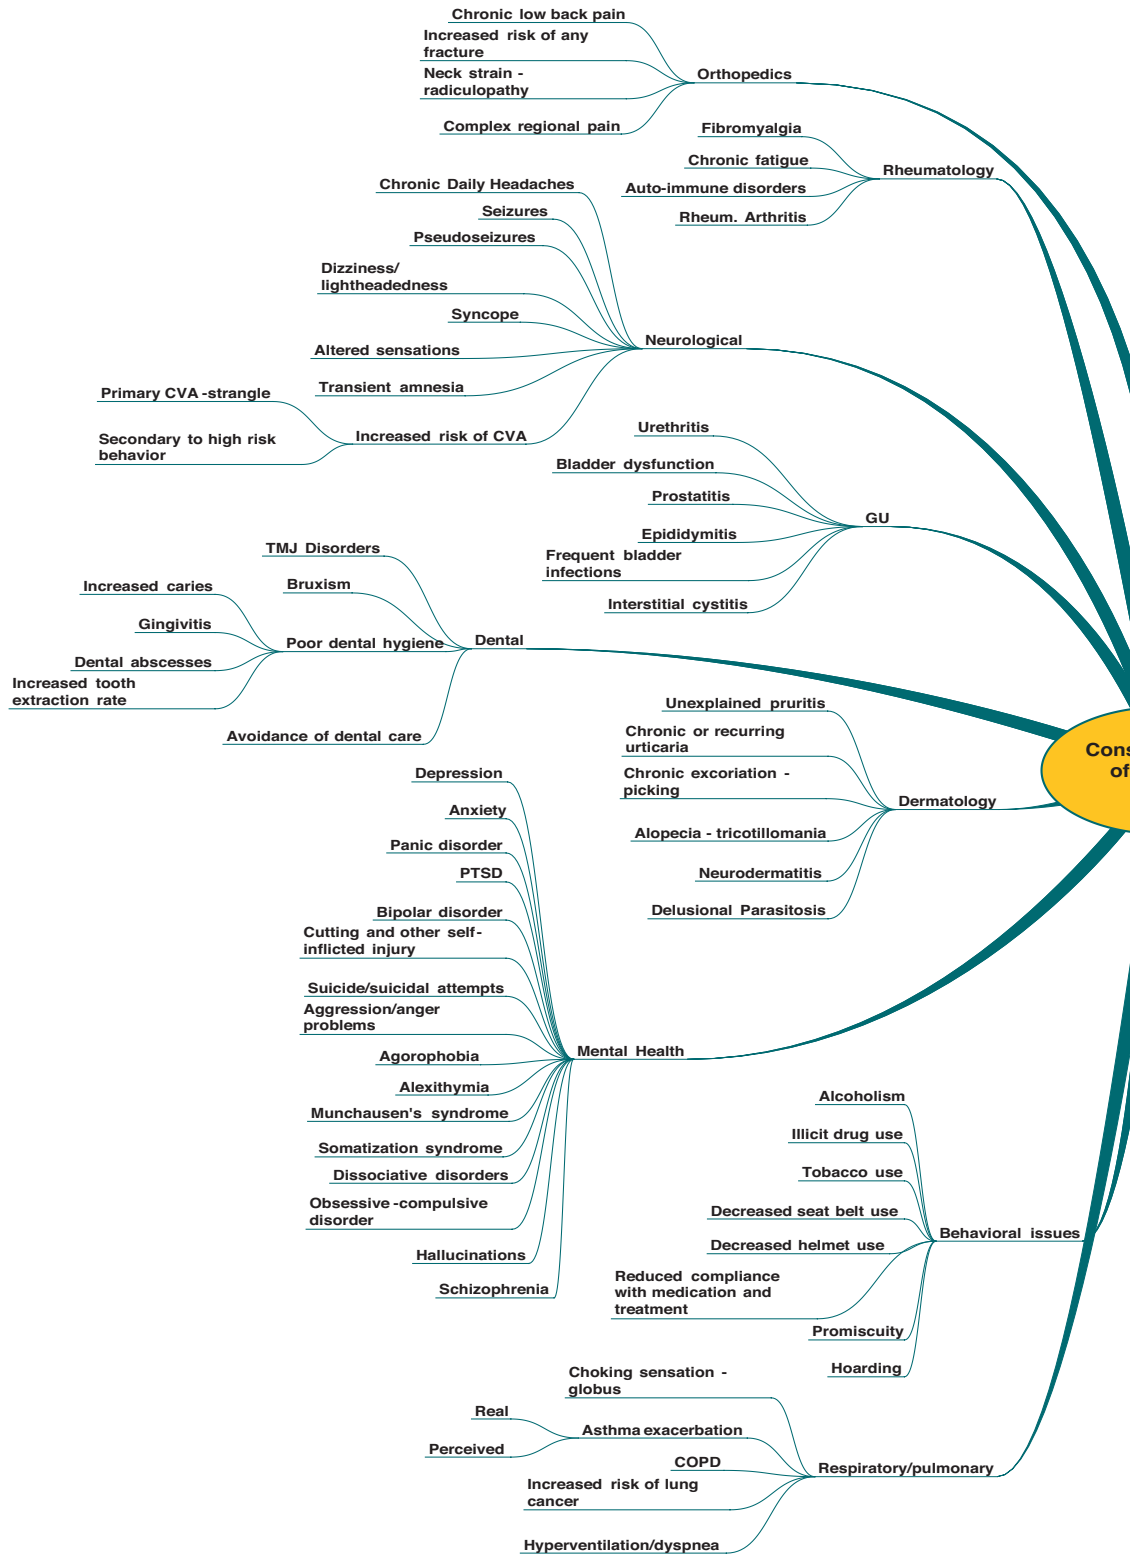 Chronic low back pain
Increased risk of any
fracture
Neck strain -
radiculopathy
Complex regional pain
Orthopedics
Fibromyalgia
Chronic fatigue
Auto-immune disorders
Rheum. Arthritis
Rheumatology
Chronic Daily Headaches
Seizures
Pseudoseizures
Dizziness/
lightheadedness
Syncope
Altered sensations
Transient amnesia
Primary CVA -strangle
Secondary to high risk
behavior
Increased risk of CVA
Neurological
Urethritis
Bladder dysfunction
Prostatitis
Epididymitis
Frequent bladder
infections
Interstitial cystitis
GU
TMJ Disorders
Bruxism
Increased caries
Gingivitis
Dental abscesses
Increased tooth
extraction rate
Poor dental hygiene
Avoidance of dental care
Dental
Unexplained pruritis
Chronic or recurring
urticaria
Chronic excoriation -
picking
Alopecia - tricotillomania
Neurodermatitis
Delusional Parasitosis
Dermatology
Cons
of
Depression
Anxiety
Panic disorder
PTSD
Bipolar disorder
Cutting and other self-
inflicted injury
Suicide/suicidal attempts
Aggression/anger
problems
Agorophobia
Alexithymia
Munchausen's syndrome
Somatization syndrome
Dissociative disorders
Obsessive -compulsive
disorder
Hallucinations
Schizophrenia
Mental Health
Alcoholism
Illicit drug use
Tobacco use
Decreased seat belt use
Decreased helmet use
Reduced compliance
with medication and
treatment
Promiscuity
Hoarding
Behavioral issues
Choking sensation -
globus
Real
Perceived
Asthma exacerbation
COPD
Increased risk of lung
cancer
Hyperventilation/dyspnea
Respiratory/pulmonary